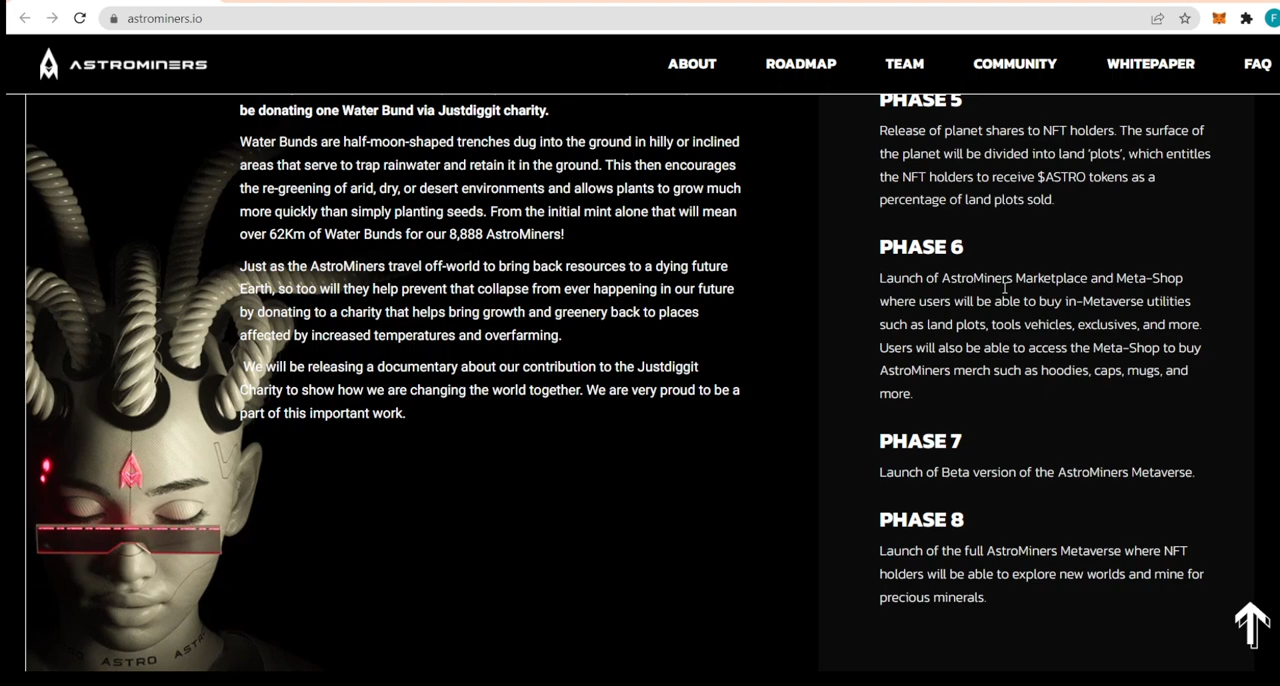 astrominers.io
F
ASTROMINERS
ABOUT
ROADMAP
TEAM
COMMUNITY
WHITEPAPER
FAQ
be donating one Water Bund via Justdiggit charity.
Water Bunds are half-moon-shaped trenches dug into the ground in hilly or inclined
areas that serve to trap rainwater and retain it in the ground. This then encourages
the re-greening of arid, dry, or desert environments and allows plants to grow much
more quickly than simply planting seeds. From the initial mint alone that will mean
over 62Km of Water Bunds for our 8,888 AstroMiners!
Just as the AstroMiners travel off-world to bring back resources to a dying future
Earth, so too will they help prevent that collapse from ever happening in our future
by donating to a charity that helps bring growth and greenery back to places
affected by increased temperatures and overfarming.
We will be releasing a documentary about our contribution to the Justdiggit
Charity to show how we are changing the world together. We are very proud to be a
part of this important work.
ASTRO
AST
PHASE 5
Release of planet shares to NFT holders. The surface of
the planet will be divided into land 'plots', which entitles
the NFT holders to receive $ASTRO tokens as a
percentage of land plots sold.
PHASE 6
Launch of AstroMiners Marketplace and Meta-Shop
where users will be able to buy in-Metaverse utilities
such as land plots, tools vehicles, exclusives, and more.
Users will also be able to access the Meta-Shop to buy
AstroMiners merch such as hoodies, caps, mugs, and
more.
PHASE 7
Launch of Beta version of the AstroMiners Metaverse.
PHASE 8
Launch of the full AstroMiners Metaverse where NFT
holders will be able to explore new worlds and mine for
precious minerals.